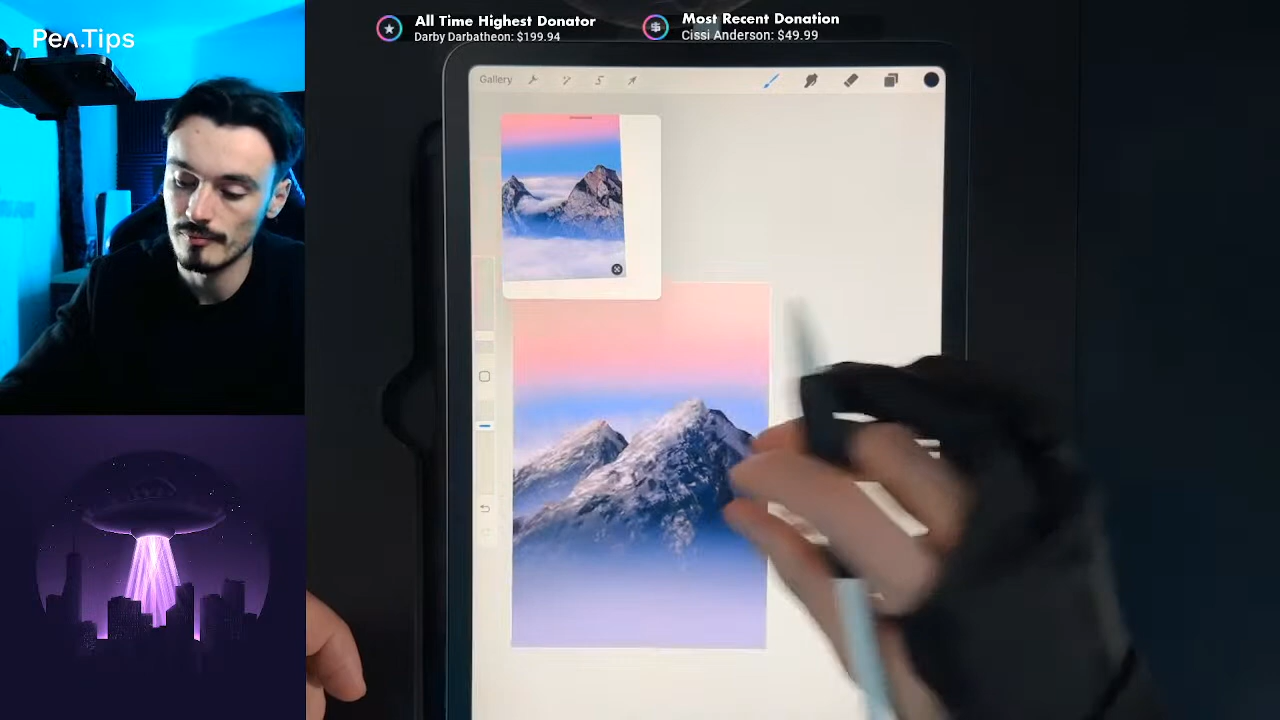 Pen.Tips
All Time Highest Donator
Darby Darbatheon: $199.94
Most Recent Donation
Cissi Anderson: $49.99
Gallery